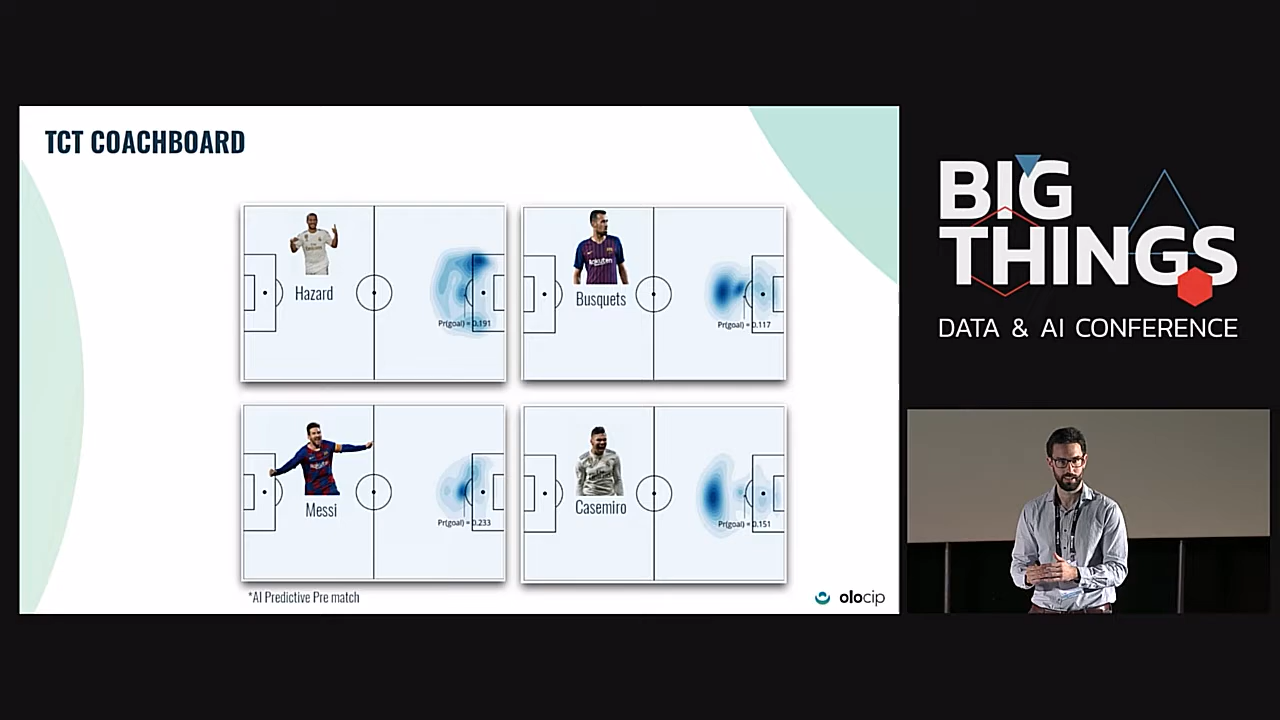 TCT COACHBOARD
Hazard
Pr(goal) = 0.191
Busquets
Rakuten
Pr(goal) = 0.117
Messi
Pr(goal) = 0.233
Casemiro
Pr(goal) = 0.151
*AI Predictive Pre match
olocip
BIG
THINGS
DATA & AI CONFERENCE